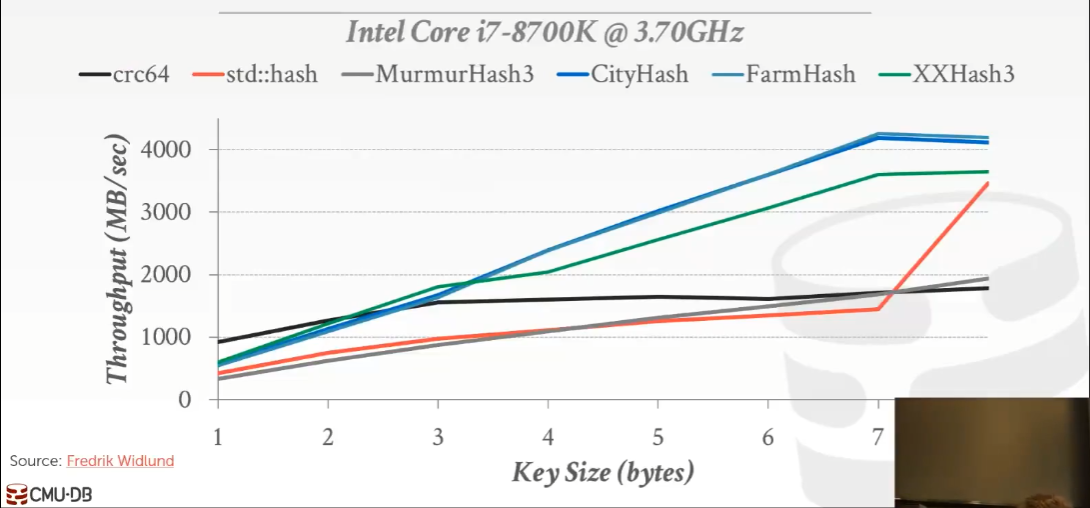 Intel Core i7-8700K @ 3.70GHz
crc64 std::hash MurmurHash3 CityHash FarmHash XXHash3
Throughput (MB/sec)
4000
3000
2000
1000
0
1 2 3 4 5 6 7
Key Size (bytes)
Source: Fredrik Widlund
CMU·DB